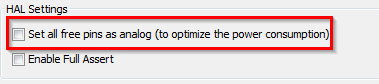 HAL Settings
Set all free pins as analog (to optimize the power consumption)
Enable Full Assert